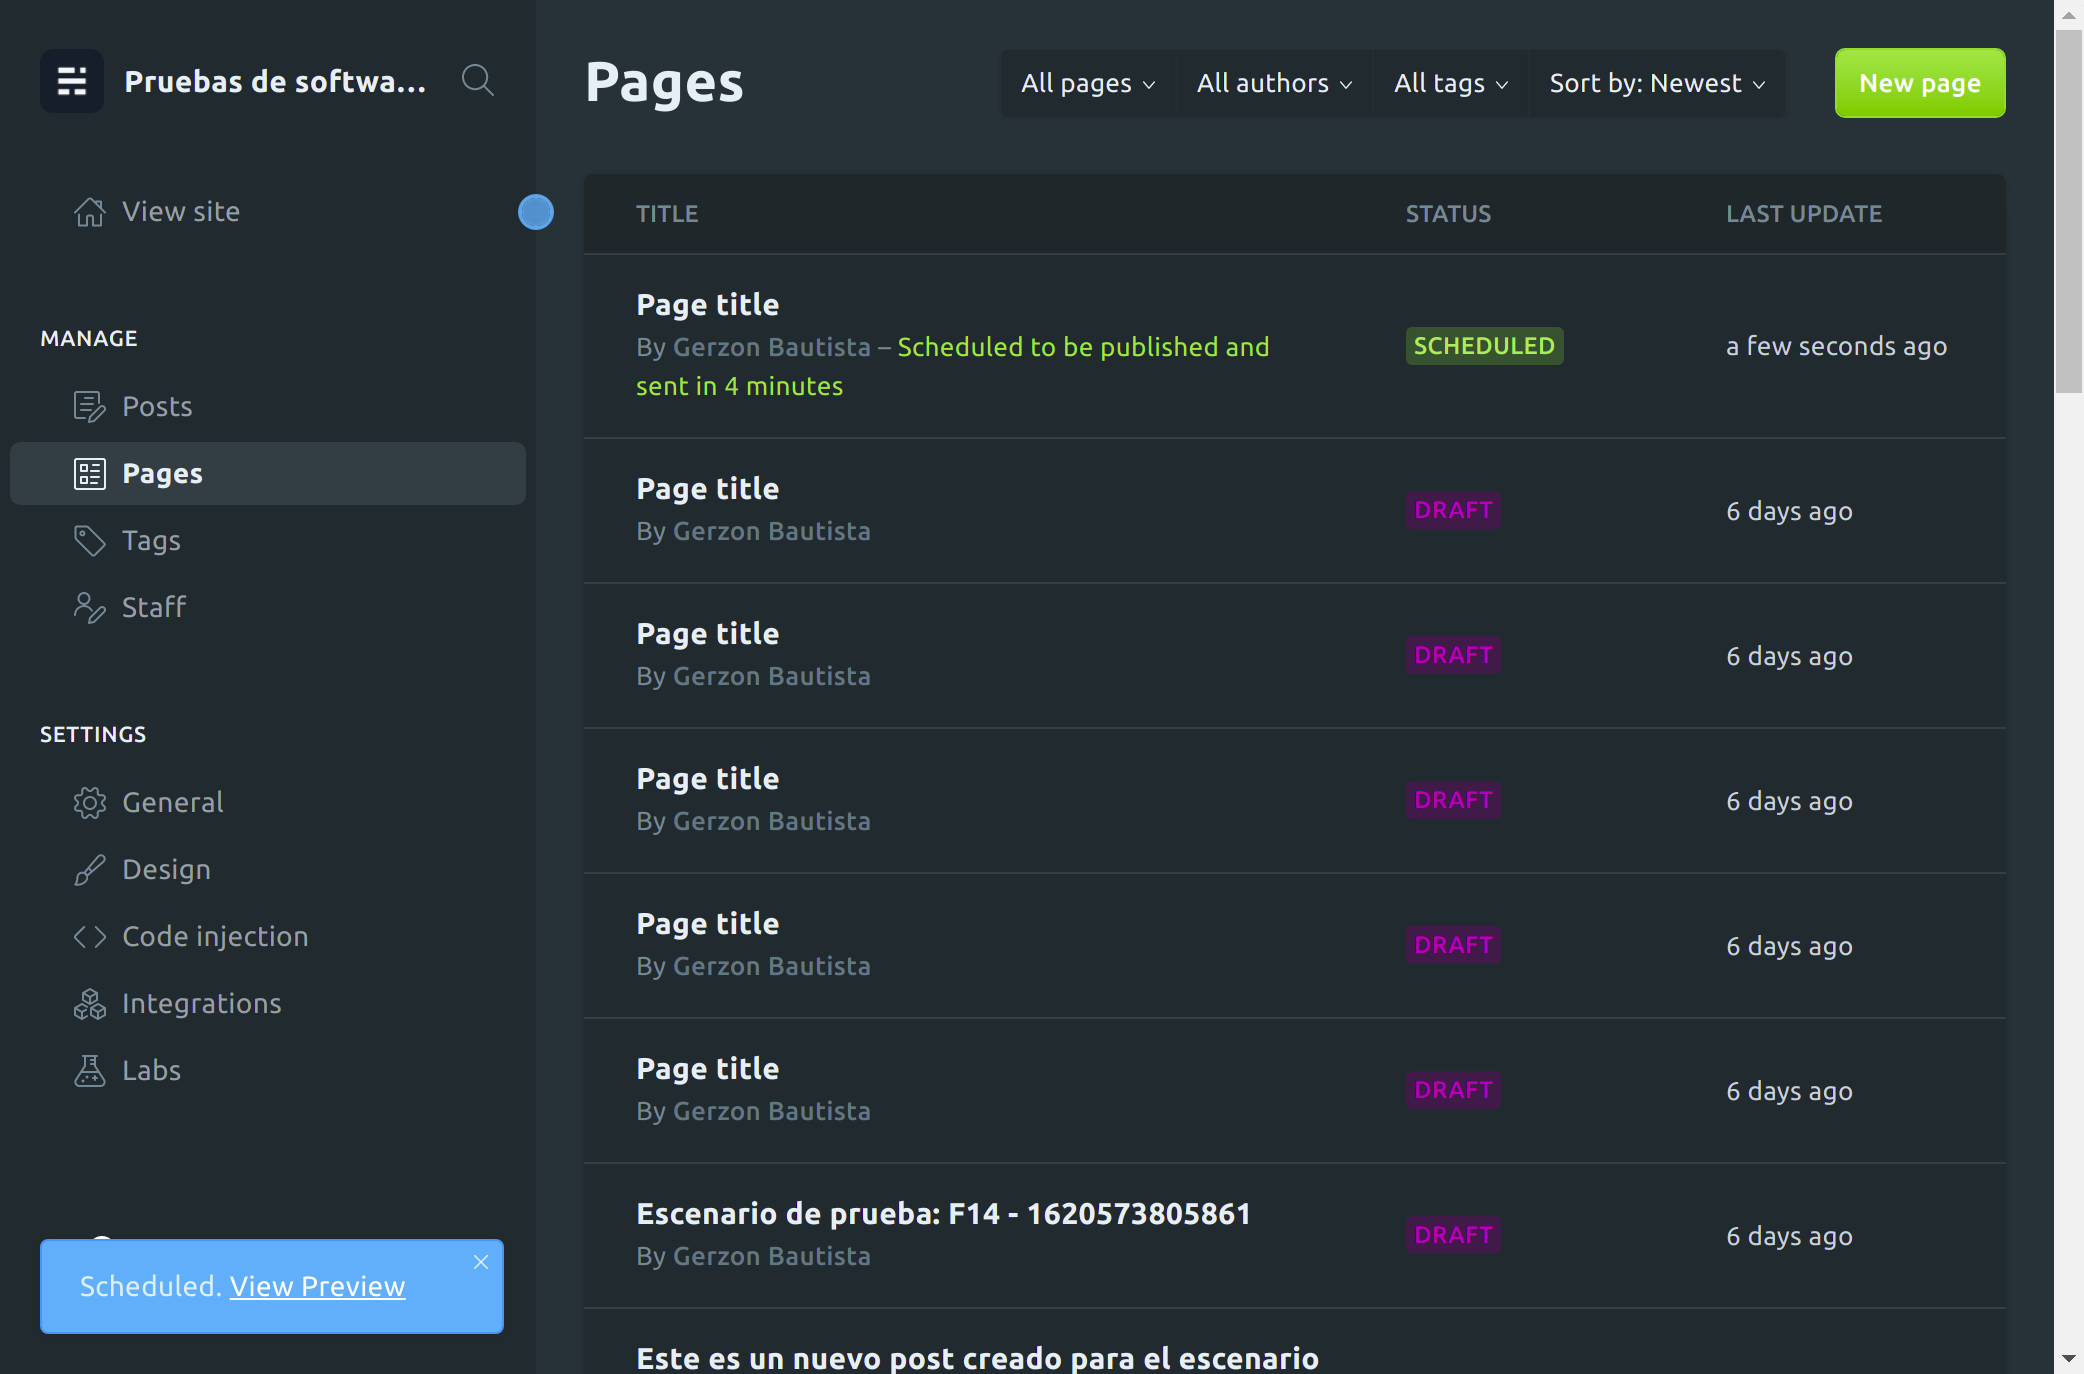 Pruebas de softwa...
View site
MANAGE
Posts
Pages
Tags
Staff
SETTINGS
General
Design
Code injection
Integrations
Labs
Scheduled. View Preview
Pages
All pages
All authors
All tags
Sort by: Newest
New page
TITLE STATUS LAST UPDATE
Page title
By Gerzon Bautista – Scheduled to be published and
sent in 4 minutes
SCHEDULED
a few seconds ago
Page title
By Gerzon Bautista
DRAFT
6 days ago
Page title
By Gerzon Bautista
DRAFT
6 days ago
Page title
By Gerzon Bautista
DRAFT
6 days ago
Page title
By Gerzon Bautista
DRAFT
6 days ago
Page title
By Gerzon Bautista
DRAFT
6 days ago
Escenario de prueba: F14 - 1620573805861
By Gerzon Bautista
DRAFT
6 days ago
Este es un nuevo post creado para el escenario